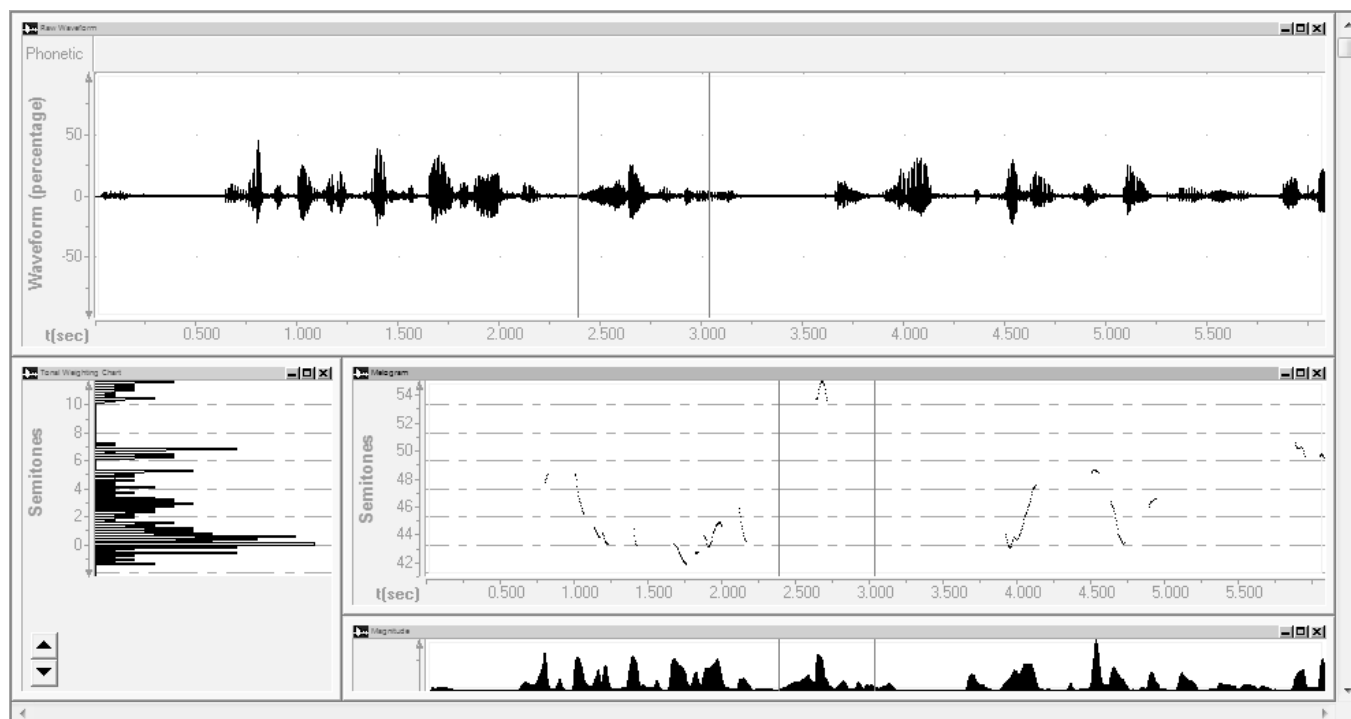 Raw Waveform
Phonetic
Waveform (percentage)
50
0
-50
t(sec)
0.500 1.000 1.500 2.000 2.500 3.000 3.500 4.000 4.500 5.000 5.500
Tonal Weighting Chart
Semitones
10
8
6
4
2
0
Melogram
Semitones
54
52
50
48
46
44
42
t(sec)
0.500 1.000 1.500 2.000 2.500 3.000 3.500 4.000 4.500 5.000 5.500
Magnitude